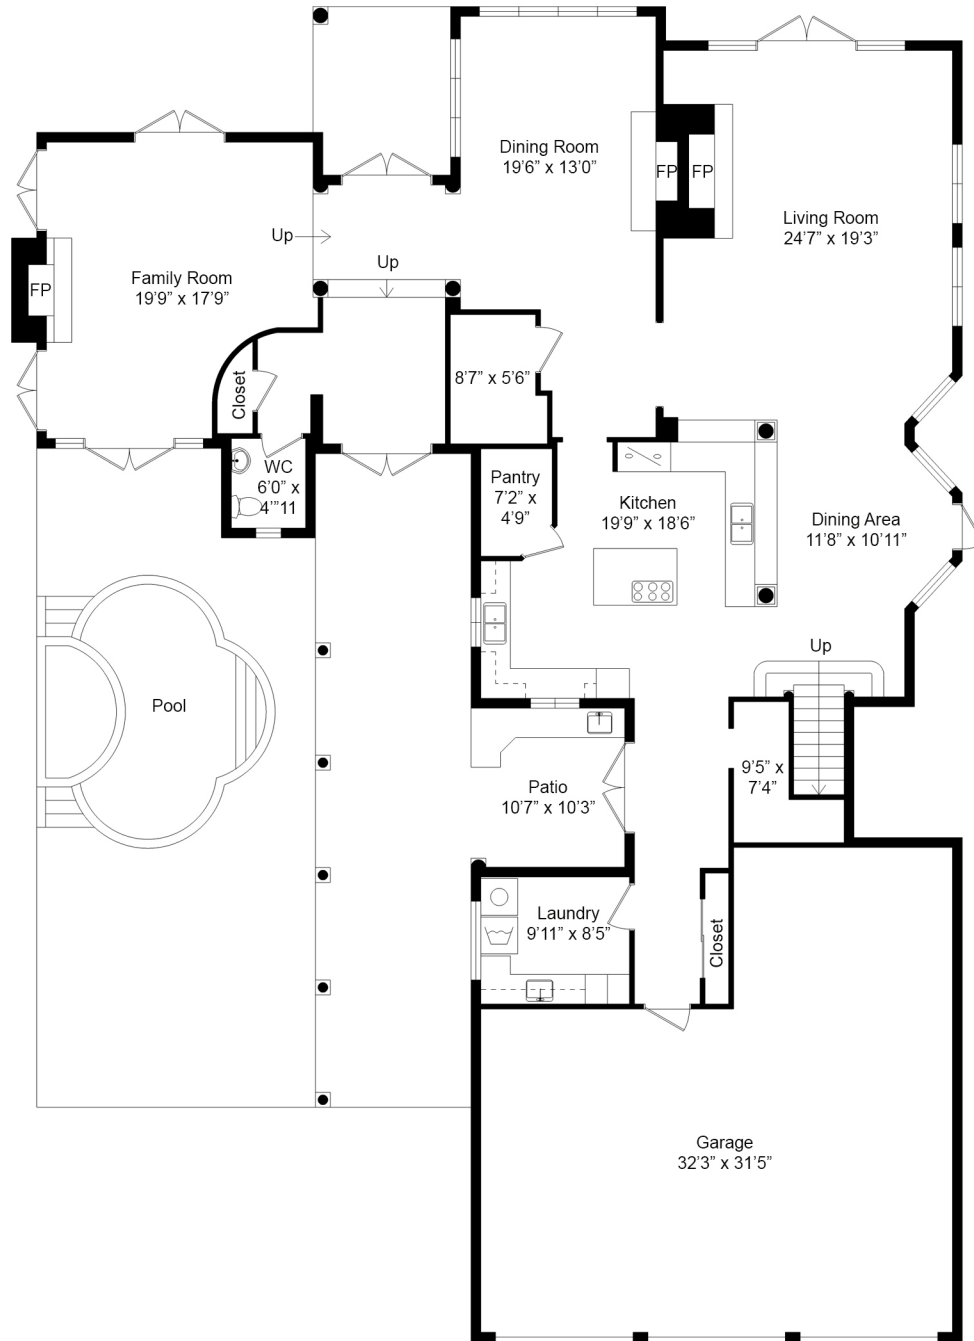 Dining Room
19’6” x 13’0”
FP
FP
Living Room
24’7” x 19’3”
Up
Up
Family Room
19’9” x 17’9”
FP
Closet
8’7” x 5’6”
WC
6’0” x
4’”11
Pantry
7’2” x
4’9”
Kitchen
19’9” x 18’6”
Dining Area
11’8” x 10’11”
Up
Pool
Patio
10’7” x 10’3”
9’5” x
7’4”
Laundry
9’11” x 8’5”
Closet
Garage
32’3” x 31’5”